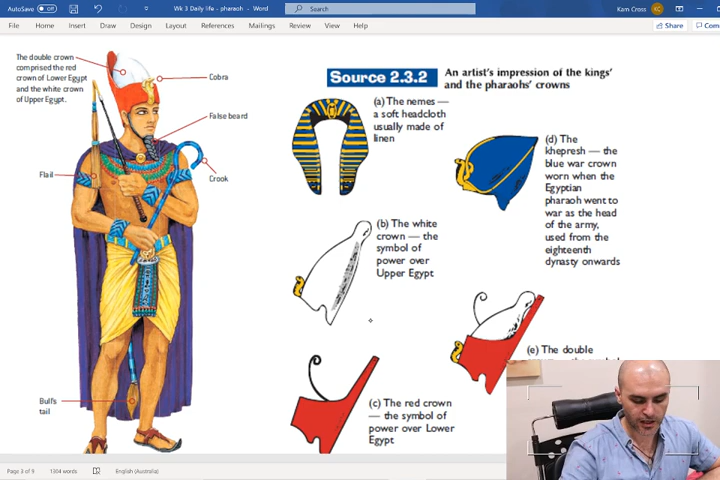 AutoSave Off
Wk 3 Daily life - pharaoh - Word
Search
Kam Cross
KC
File Home Insert Draw Design Layout References Mailings Review View Help
Share
The double crown
comprised the red
crown of Lower Egypt
and the white crown
of Upper Egypt.
Cobra
False beard
Flail
Crook
Bull's
tail
Source 2.3.2
An artist's impression of the kings'
and the pharaohs' crowns
(a) The nemes —
a soft headcloth
usually made of
linen
(b) The white
crown — the
symbol of
power over
Upper Egypt
(c) The red crown
— the symbol of
power over Lower
Egypt
(d) The
khepresh — the
blue war crown
worn when the
Egyptian
pharaoh went to
war as the head
of the army,
used from the
eighteenth
dynasty onwards
(e) The double
Page 3 of 9 1304 words English (Australia)